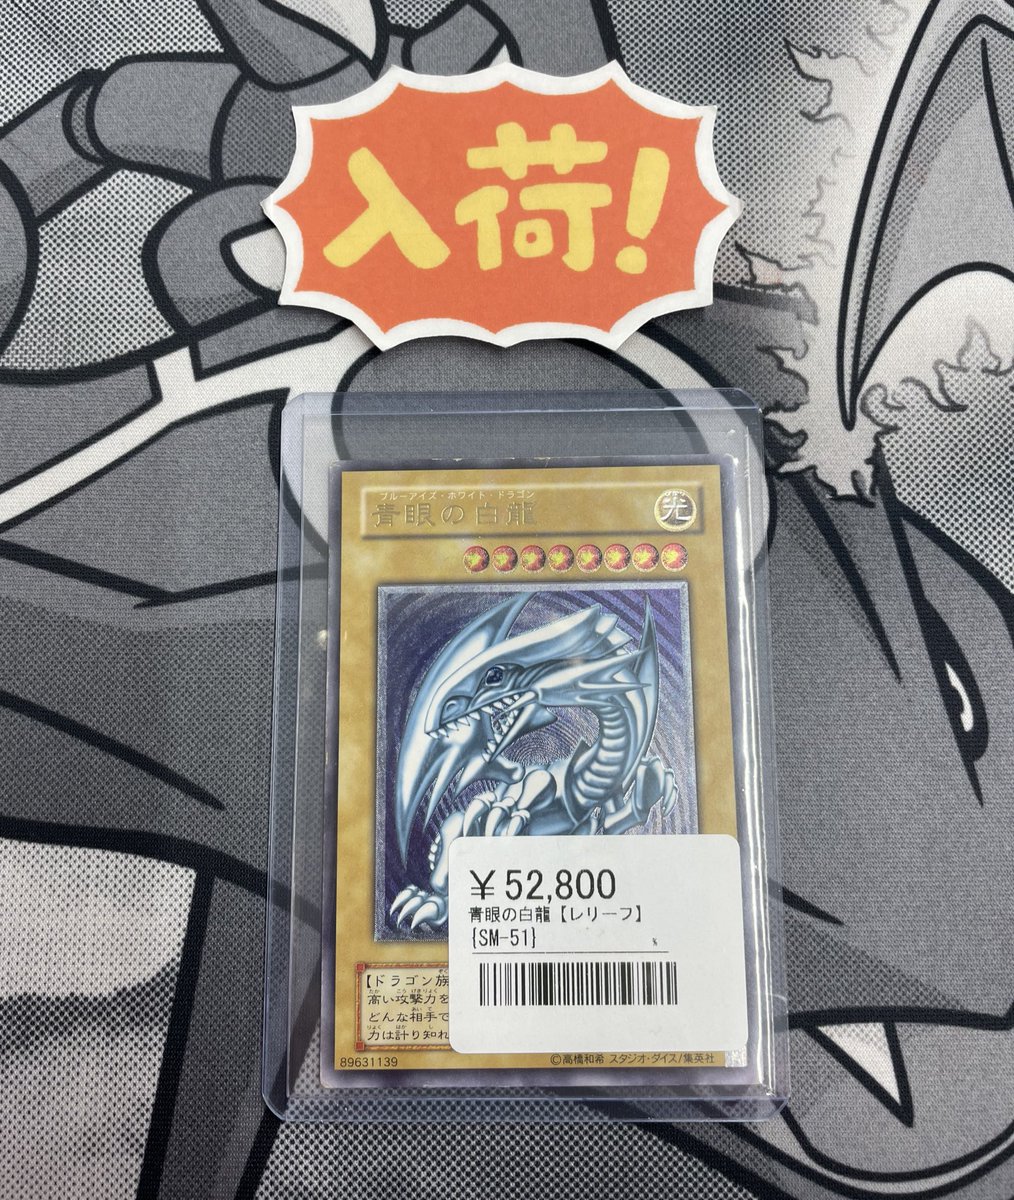 入荷!
ブルーアイズ・ホワイト・ドラゴン
青眼の白龍
光
¥52,800
青眼の白龍【レリーフ】
{SM-51}
【ドラゴン族
高い攻撃力を
どんな相手で
力は計り知れ
89631139
©高橋和希 スタジオ・ダイス/集英社